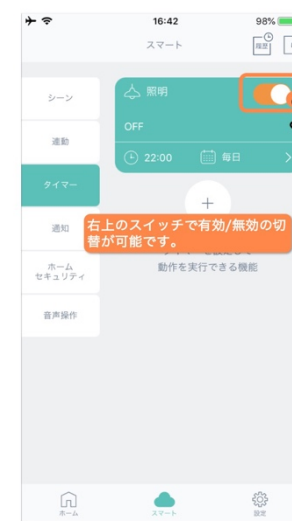 16:42
98%
スマート
履歴
シーン
照明
OFF
連動
22:00 毎日
タイマー
通知
右上のスイッチで有効/無効の切
替が可能です。
動作を実行できる機能
ホーム
セキュリティ
音声操作
ホーム
スマート
設定